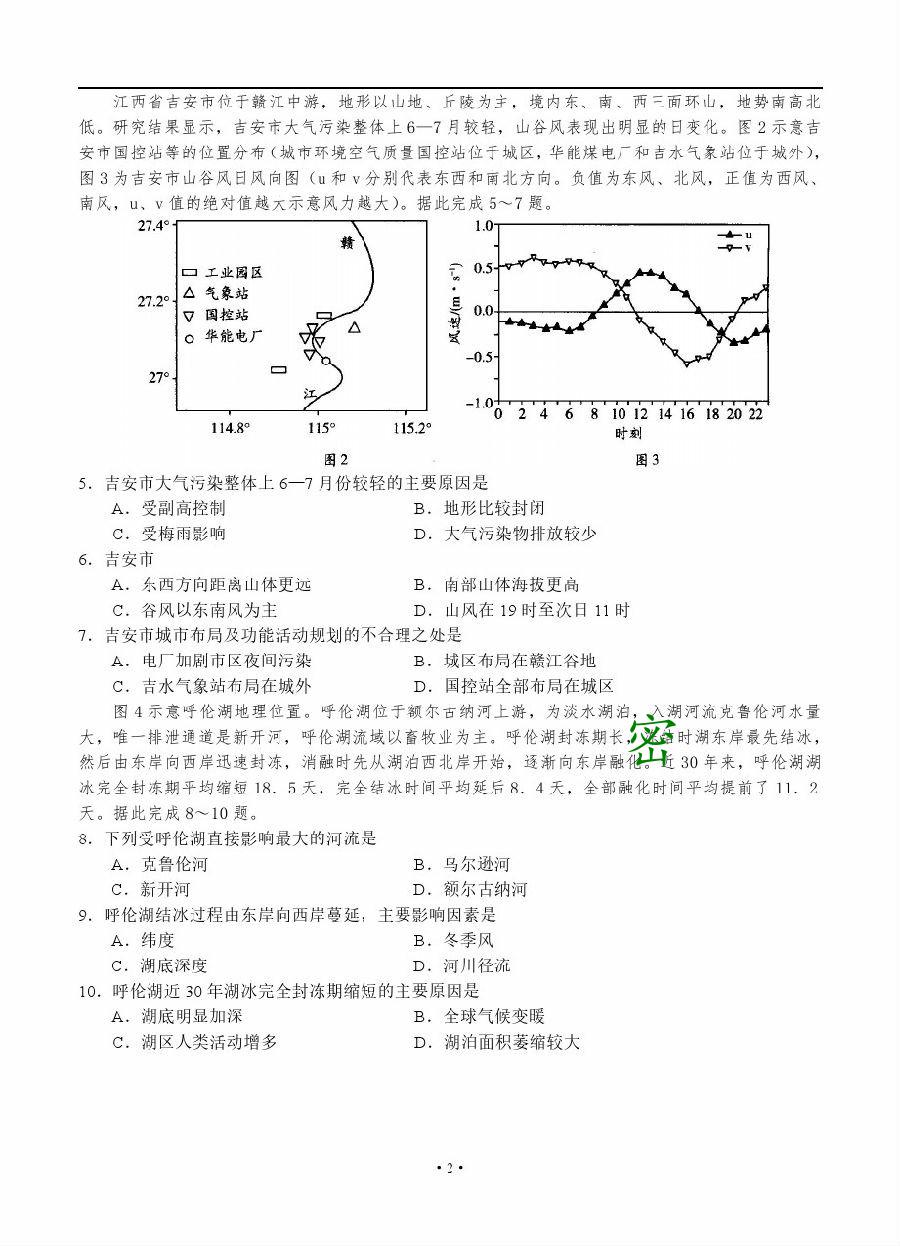 江西省吉安市位于赣江中游，地形以山地、丘陵为主，境内东、南、西三面环山，地势南高北
低。研究结果显示，吉安市大气污染整体上6—7月较轻，山谷风表现出明显的日变化。图2示意吉
安市国控站等的位置分布（城市环境空气质量国控站位于城区，华能煤电厂和吉水气象站位于城外），
图3为吉安市山谷风日风向图（u和v分别代表东西和南北方向。负值为东风、北风，正值为西风、
南风，u、v值的绝对值越大示意风力越大）。据此完成5～7题。
27.4°
27.2°
27°
114.8° 115° 115.2°
赣
江
工业园区
气象站
国控站
华能电厂
图2
1.0
0.5
0.0
−0.5
−1.0
风速/(m·s⁻¹)
u
v
0 2 4 6 8 10 12 14 16 18 20 22
时刻
图3
5．吉安市大气污染整体上6—7月份较轻的主要原因是
A．受副高控制 B．地形比较封闭
C．受梅雨影响 D．大气污染物排放较少
6．吉安市
A．东西方向距离山体更远 B．南部山体海拔更高
C．谷风以东南风为主 D．山风在19时至次日11时
7．吉安市城市布局及功能活动规划的不合理之处是
A．电厂加剧市区夜间污染 B．城区布局在赣江谷地
C．吉水气象站布局在城外 D．国控站全部布局在城区
图4示意呼伦湖地理位置。呼伦湖位于额尔古纳河上游，为淡水湖泊，入湖河流克鲁伦河水量
大，唯一排泄通道是新开河，呼伦湖流域以畜牧业为主。呼伦湖封冻期长，时湖东岸最先结冰，
然后由东岸向西岸迅速封冻，消融时先从湖泊西北岸开始，逐渐向东岸融化。近30年来，呼伦湖湖
冰完全封冻期平均缩短18．5天，完全结冰时间平均延后8．4天，全部融化时间平均提前了11．2
天。据此完成8～10题。
密
8．下列受呼伦湖直接影响最大的河流是
A．克鲁伦河 B．乌尔逊河
C．新开河 D．额尔古纳河
9．呼伦湖结冰过程由东岸向西岸蔓延，主要影响因素是
A．纬度 B．冬季风
C．湖底深度 D．河川径流
10．呼伦湖近30年湖冰完全封冻期缩短的主要原因是
A．湖底明显加深 B．全球气候变暖
C．湖区人类活动增多 D．湖泊面积萎缩较大
·2·